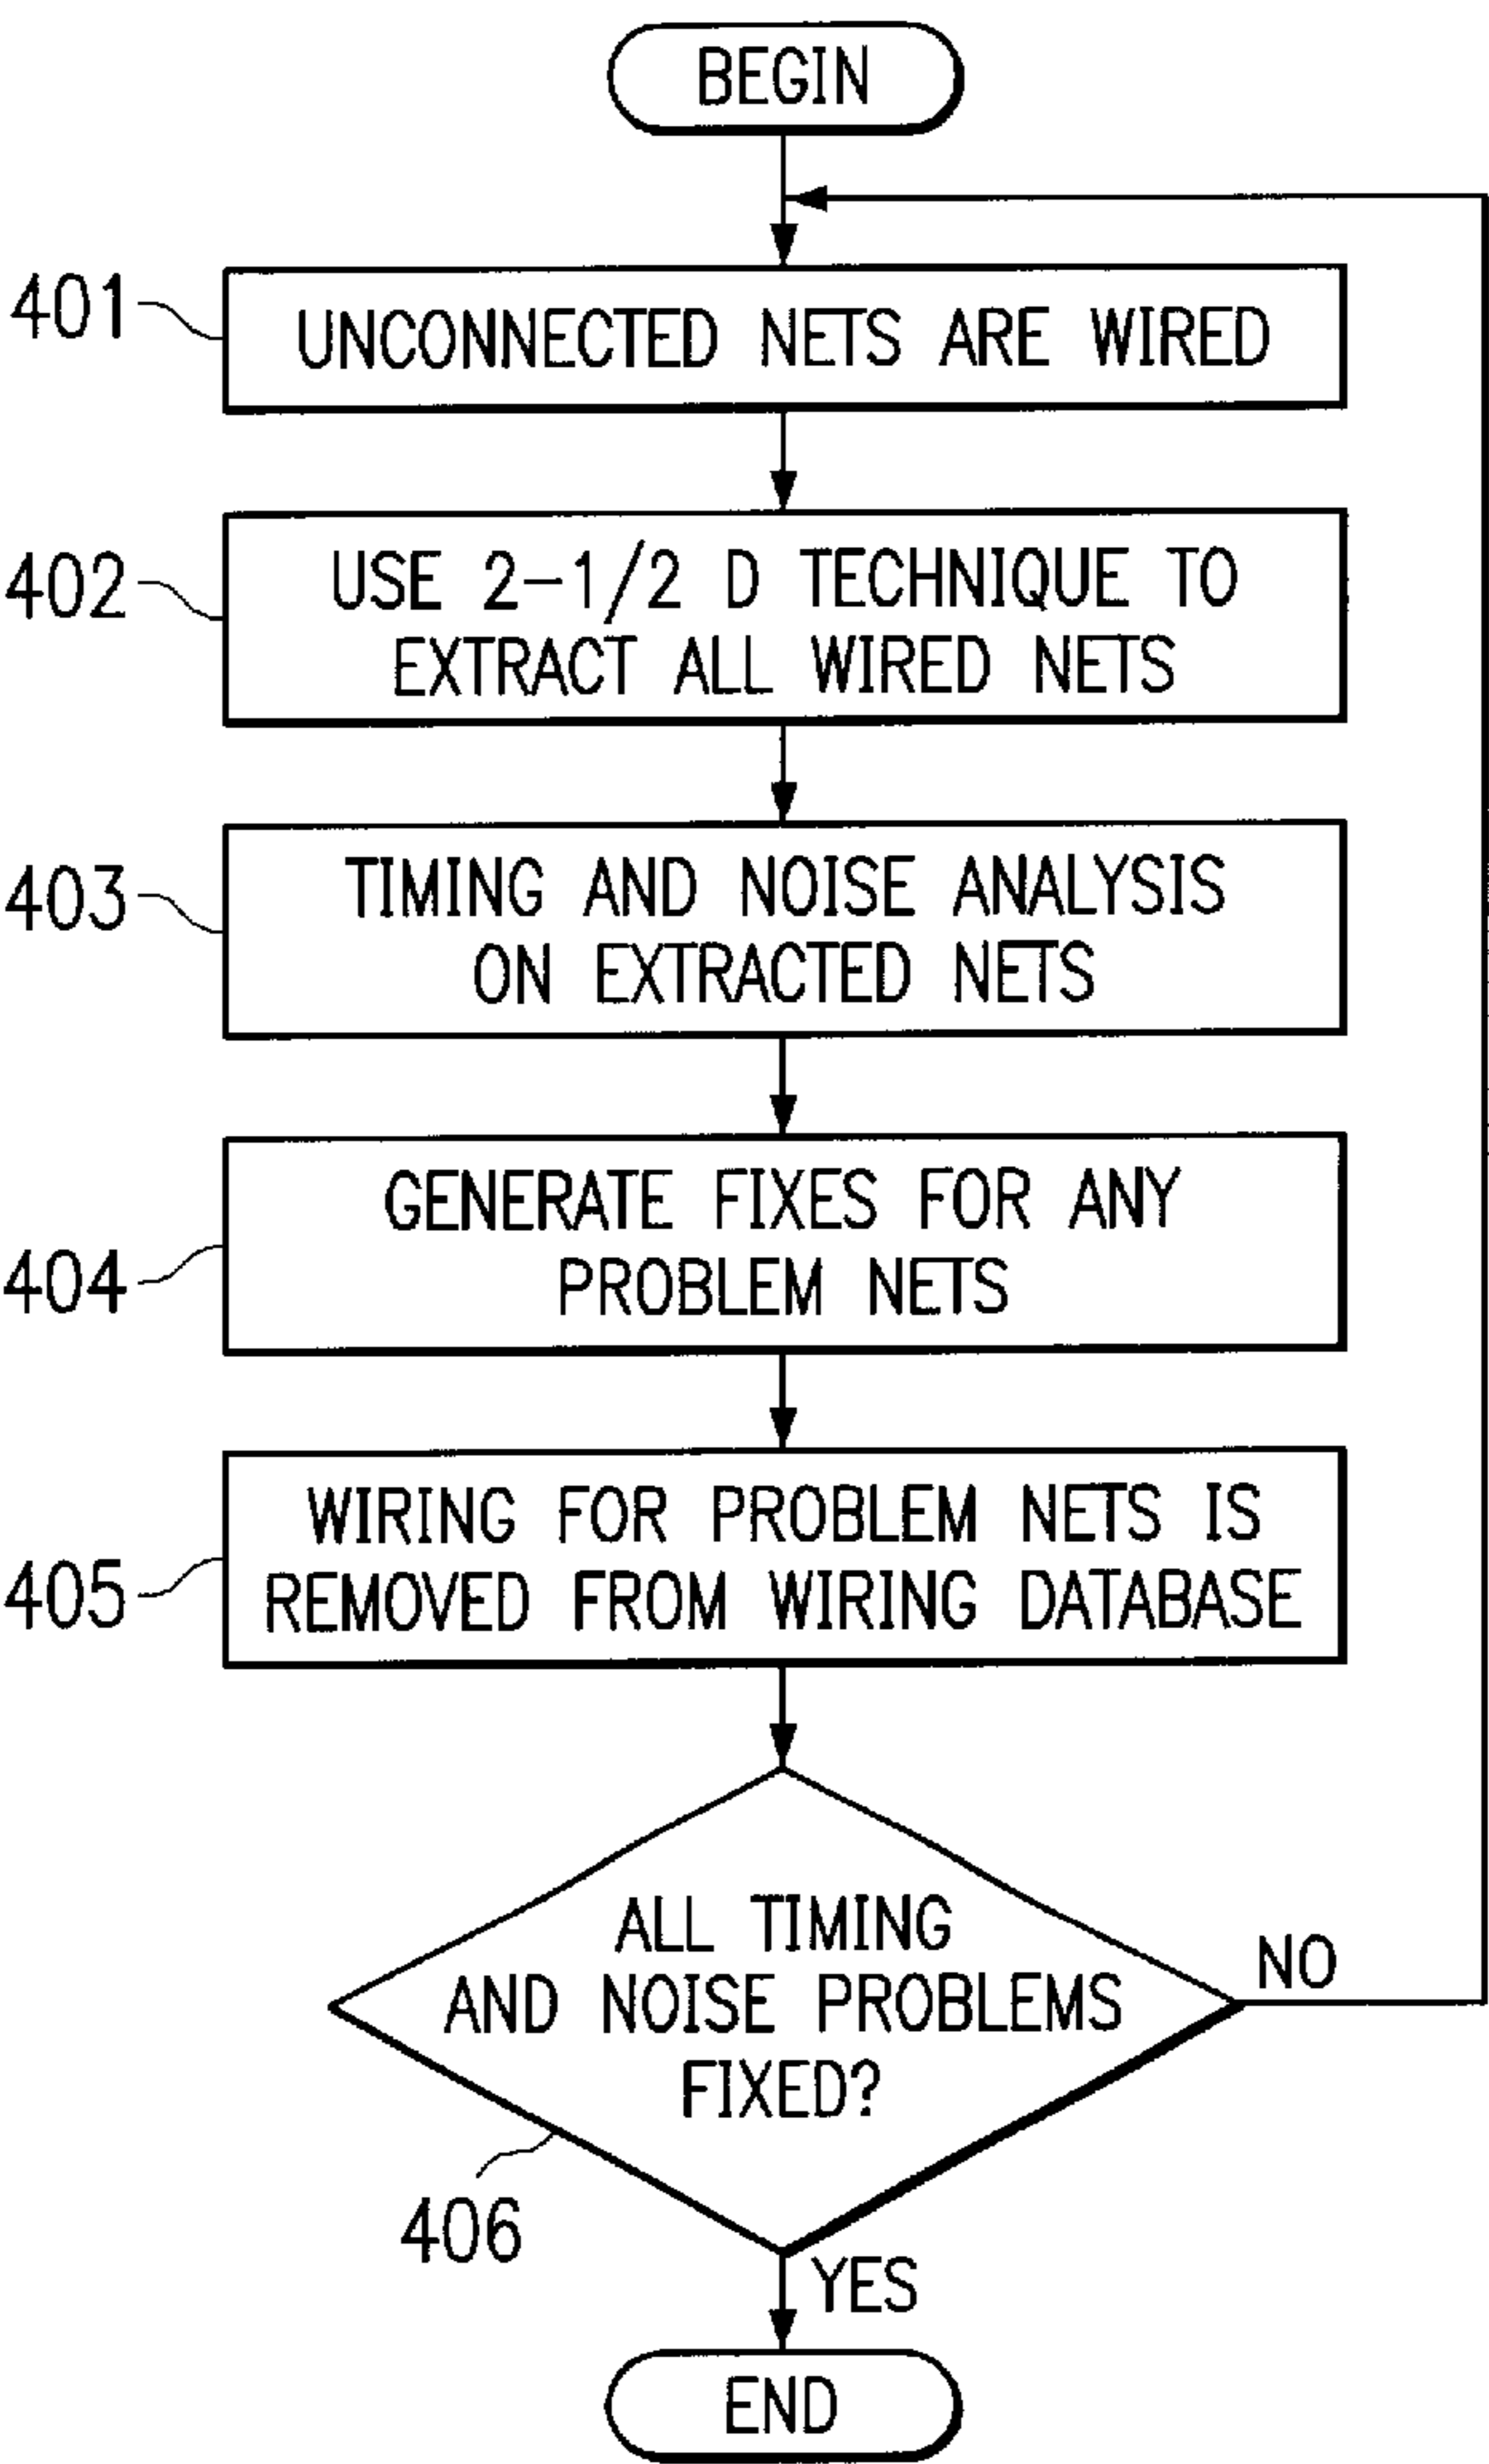 BEGIN
401
UNCONNECTED NETS ARE WIRED
402
USE 2-1/2 D TECHNIQUE TO
EXTRACT ALL WIRED NETS
403
TIMING AND NOISE ANALYSIS
ON EXTRACTED NETS
404
GENERATE FIXES FOR ANY
PROBLEM NETS
405
WIRING FOR PROBLEM NETS IS
REMOVED FROM WIRING DATABASE
ALL TIMING
AND NOISE PROBLEMS
FIXED?
NO
406
YES
END